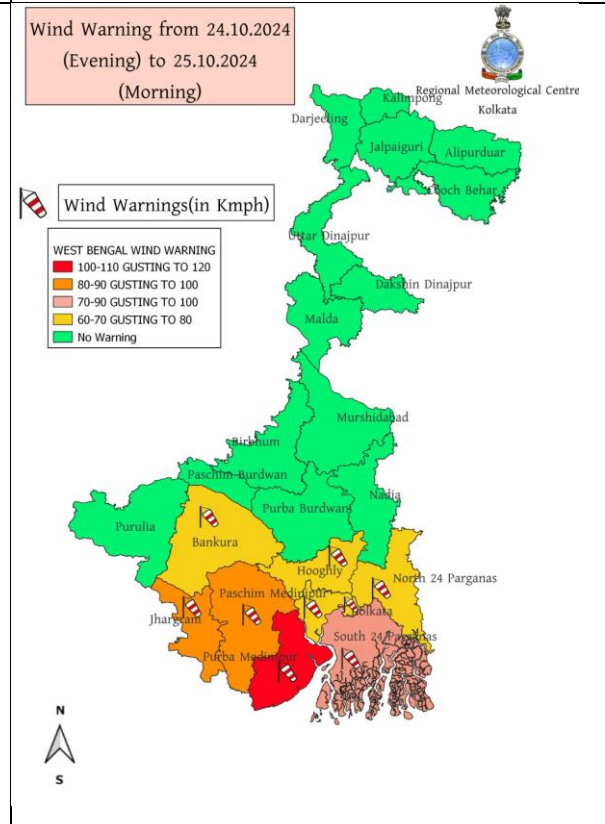 Wind Warning from 24.10.2024
(Evening) to 25.10.2024
(Morning)
Regional Meteorological Centre
Kolkata
Wind Warnings(in Kmph)
WEST BENGAL WIND WARNING
100-110 GUSTING TO 120
80-90 GUSTING TO 100
70-90 GUSTING TO 100
60-70 GUSTING TO 80
No Warning
Kalimpong
Darjeeling
Jalpaiguri
Alipurduar
Coch Behar
Uttar Dinajpur
Dakshin Dinajpur
Malda
Murshidabad
Birbhum
Paschim Burdwan
Nadia
Purba Burdwan
Purulia
Bankura
Hooghly
North 24 Parganas
Paschim Medinipur
Kolkata
Jhargram
South 24 Parganas
Purba Medinipur
N
S